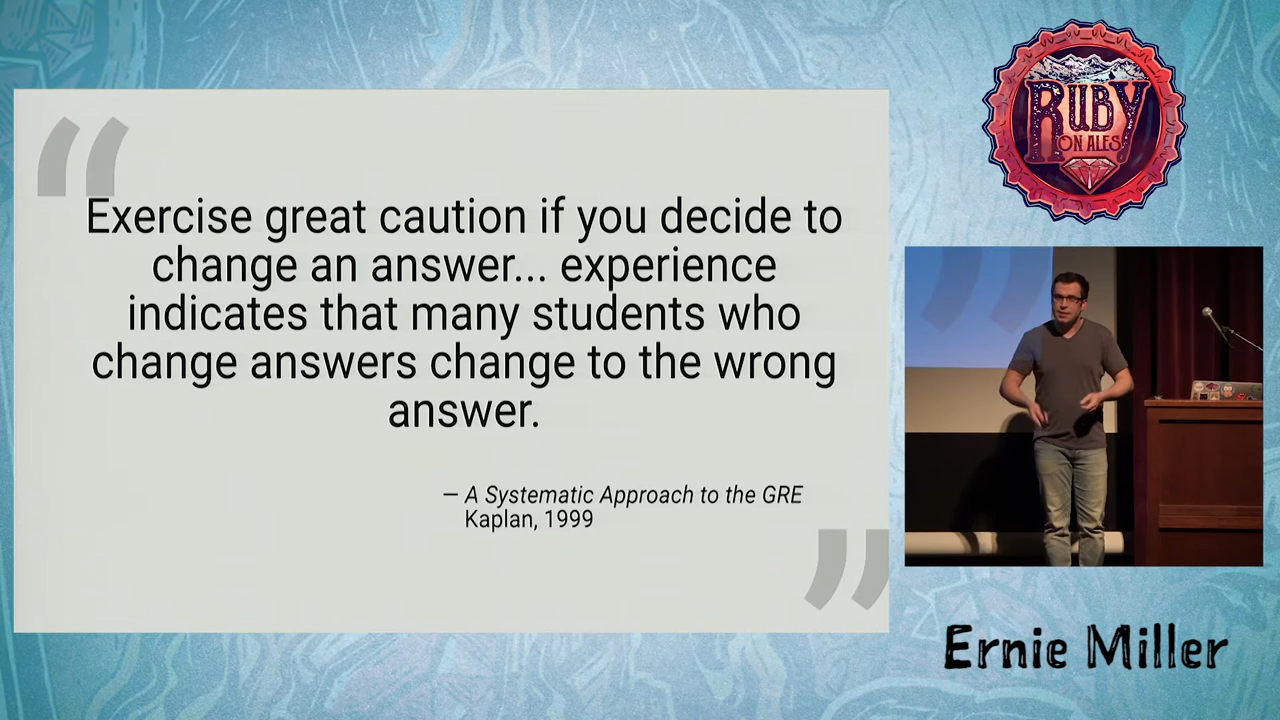 “
Exercise great caution if you decide to
change an answer... experience
indicates that many students who
change answers change to the wrong
answer.
— A Systematic Approach to the GRE
Kaplan, 1999
”
RUBY
ON ALES
Ernie Miller